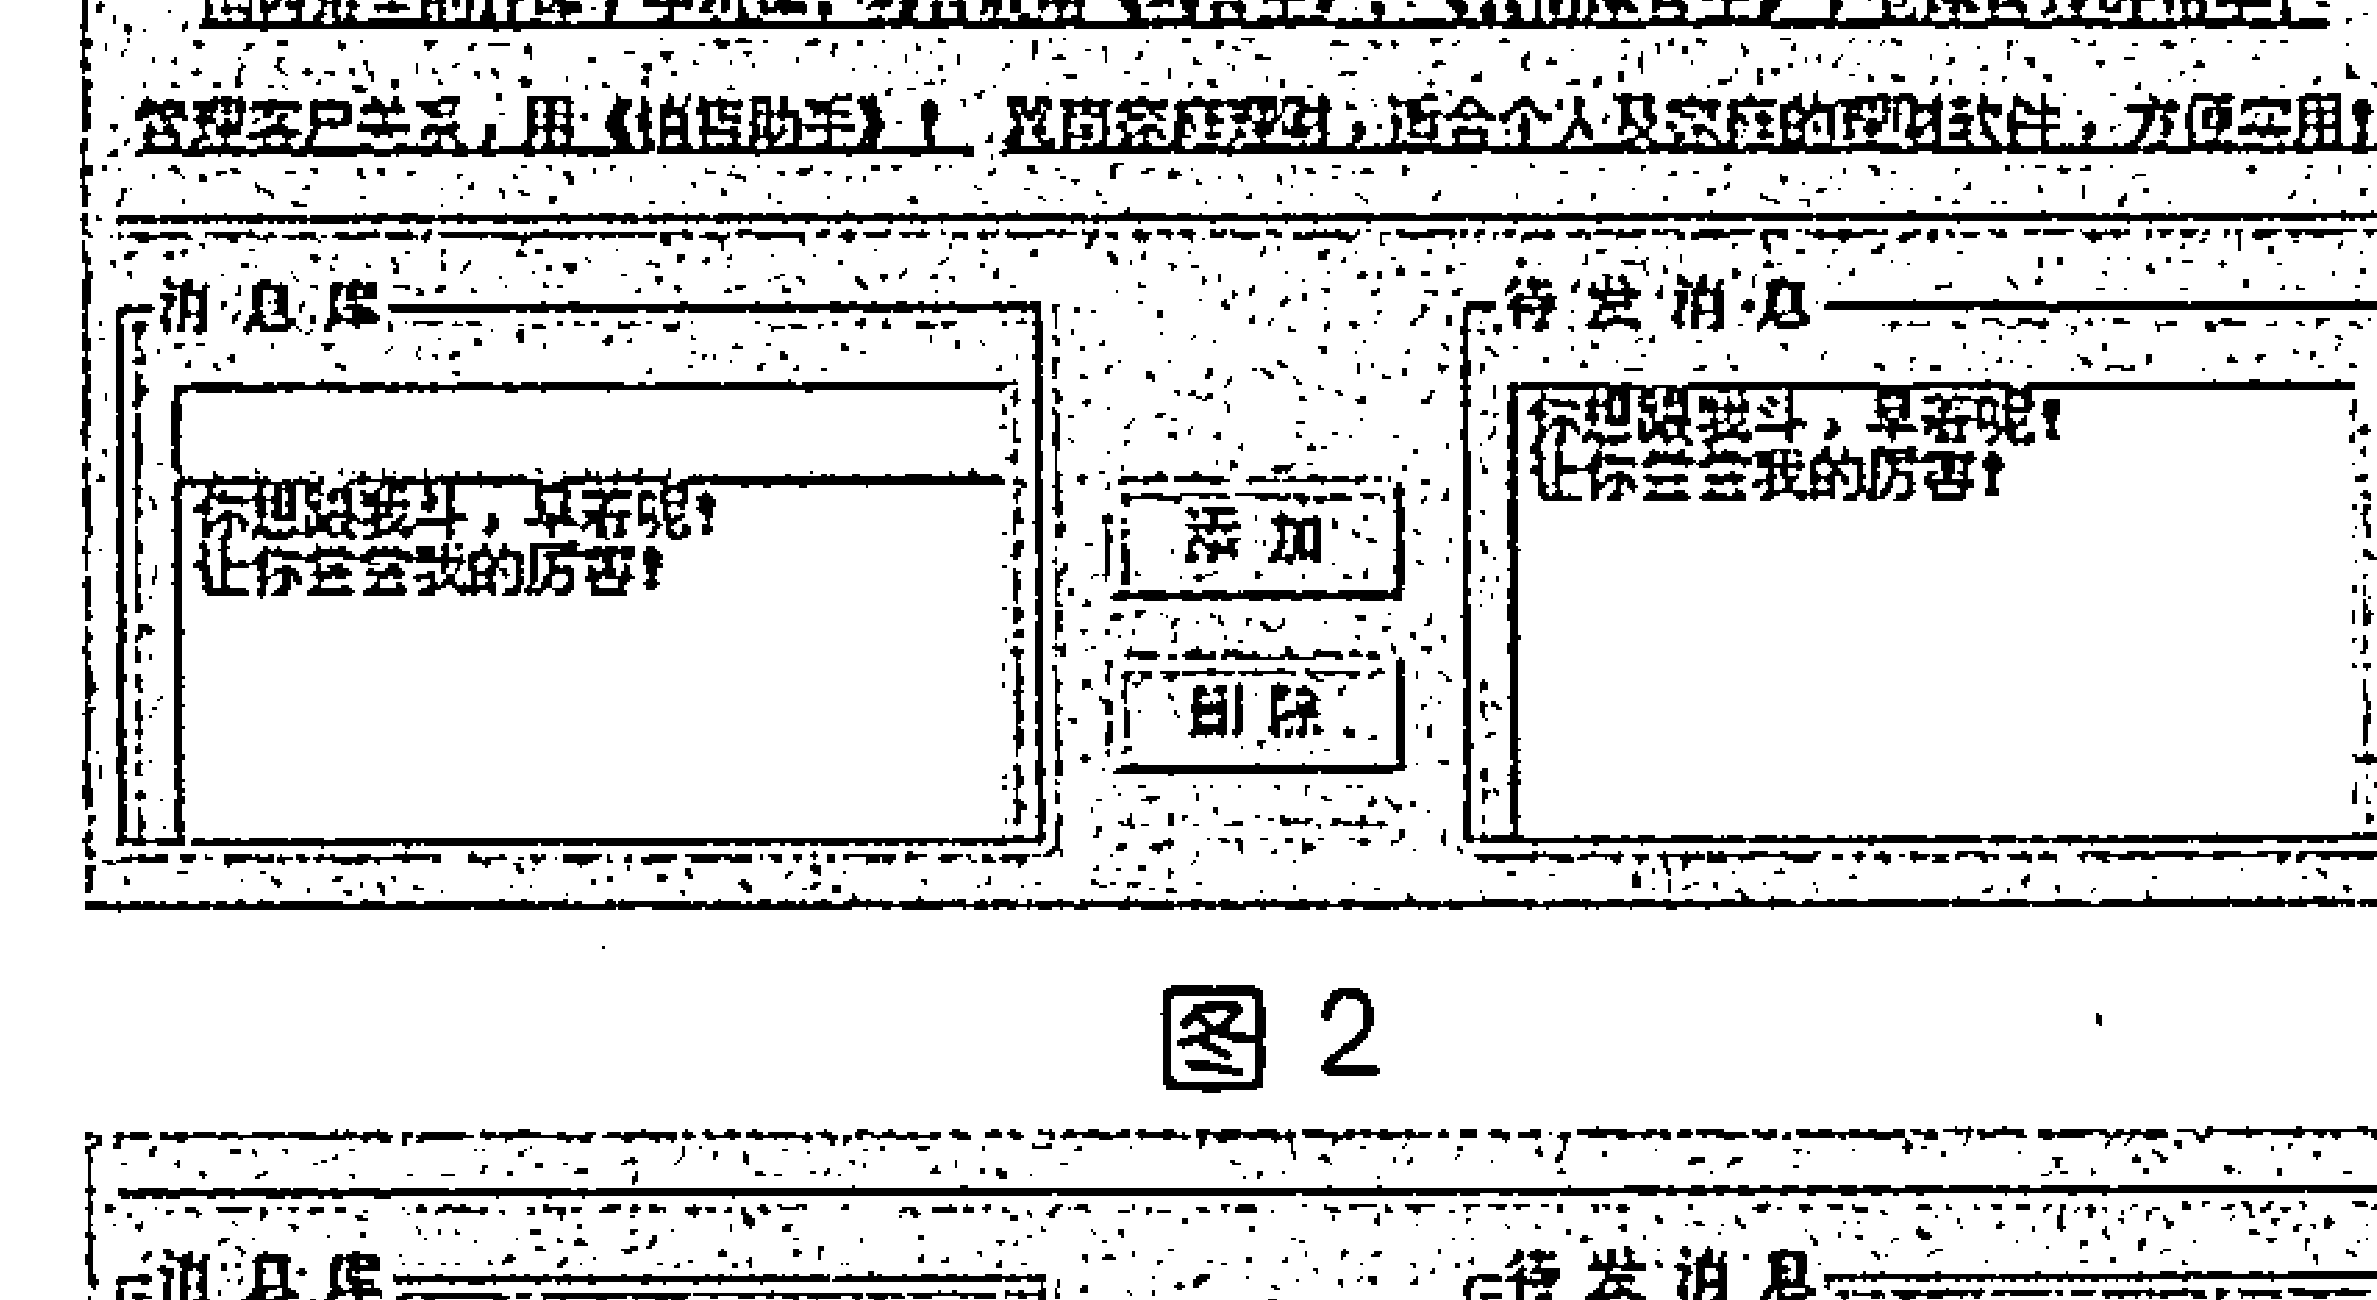 管理客户关系，用《伯哲助手》！ 及时家庭理财，适合个人及家庭的理财软件，方便实用！
消 息 库
待 发 消 息
你想跟我斗，早着呢！
让你尝尝我的厉害！
添 加
删 除
你想跟我斗，早着呢！
让你尝尝我的厉害！
图 2
消 息 库
待 发 消 息